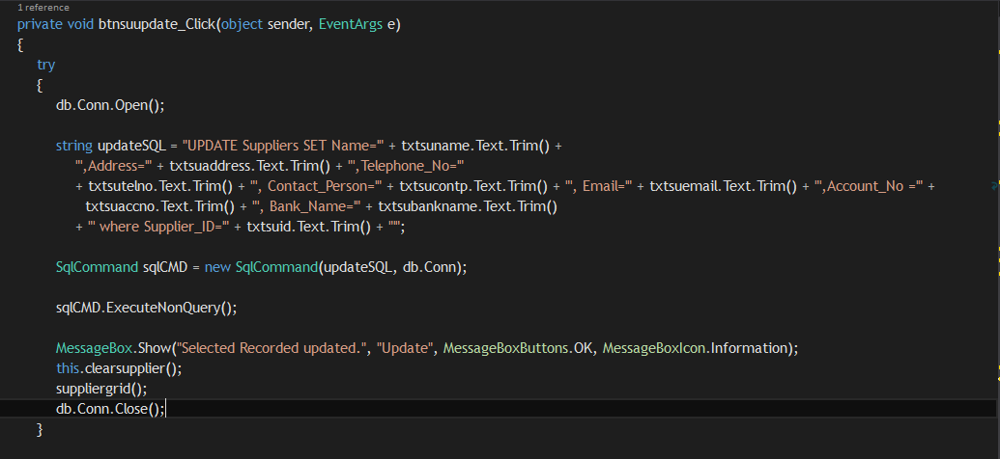 1 reference
private void btnsuupdate_Click(object sender, EventArgs e)
{
try
{
db.Conn.Open();
string updateSQL = "UPDATE Suppliers SET Name='" + txtsuname.Text.Trim() +
"',Address='" + txtsuaddress.Text.Trim() + "',Telephone_No='"
+ txtsutelno.Text.Trim() + "', Contact_Person='" + txtsucontp.Text.Trim() + "', Email='" + txtsuemail.Text.Trim() + "',Account_No ='" +
txtsuaccno.Text.Trim() + "', Bank_Name='" + txtsubankname.Text.Trim()
+ "' where Supplier_ID='" + txtsuid.Text.Trim() + "'";
SqlCommand sqlCMD = new SqlCommand(updateSQL, db.Conn);
sqlCMD.ExecuteNonQuery();
MessageBox.Show("Selected Recorded updated.", "Update", MessageBoxButtons.OK, MessageBoxIcon.Information);
this.clearsupplier();
suppliergrid();
db.Conn.Close();
}